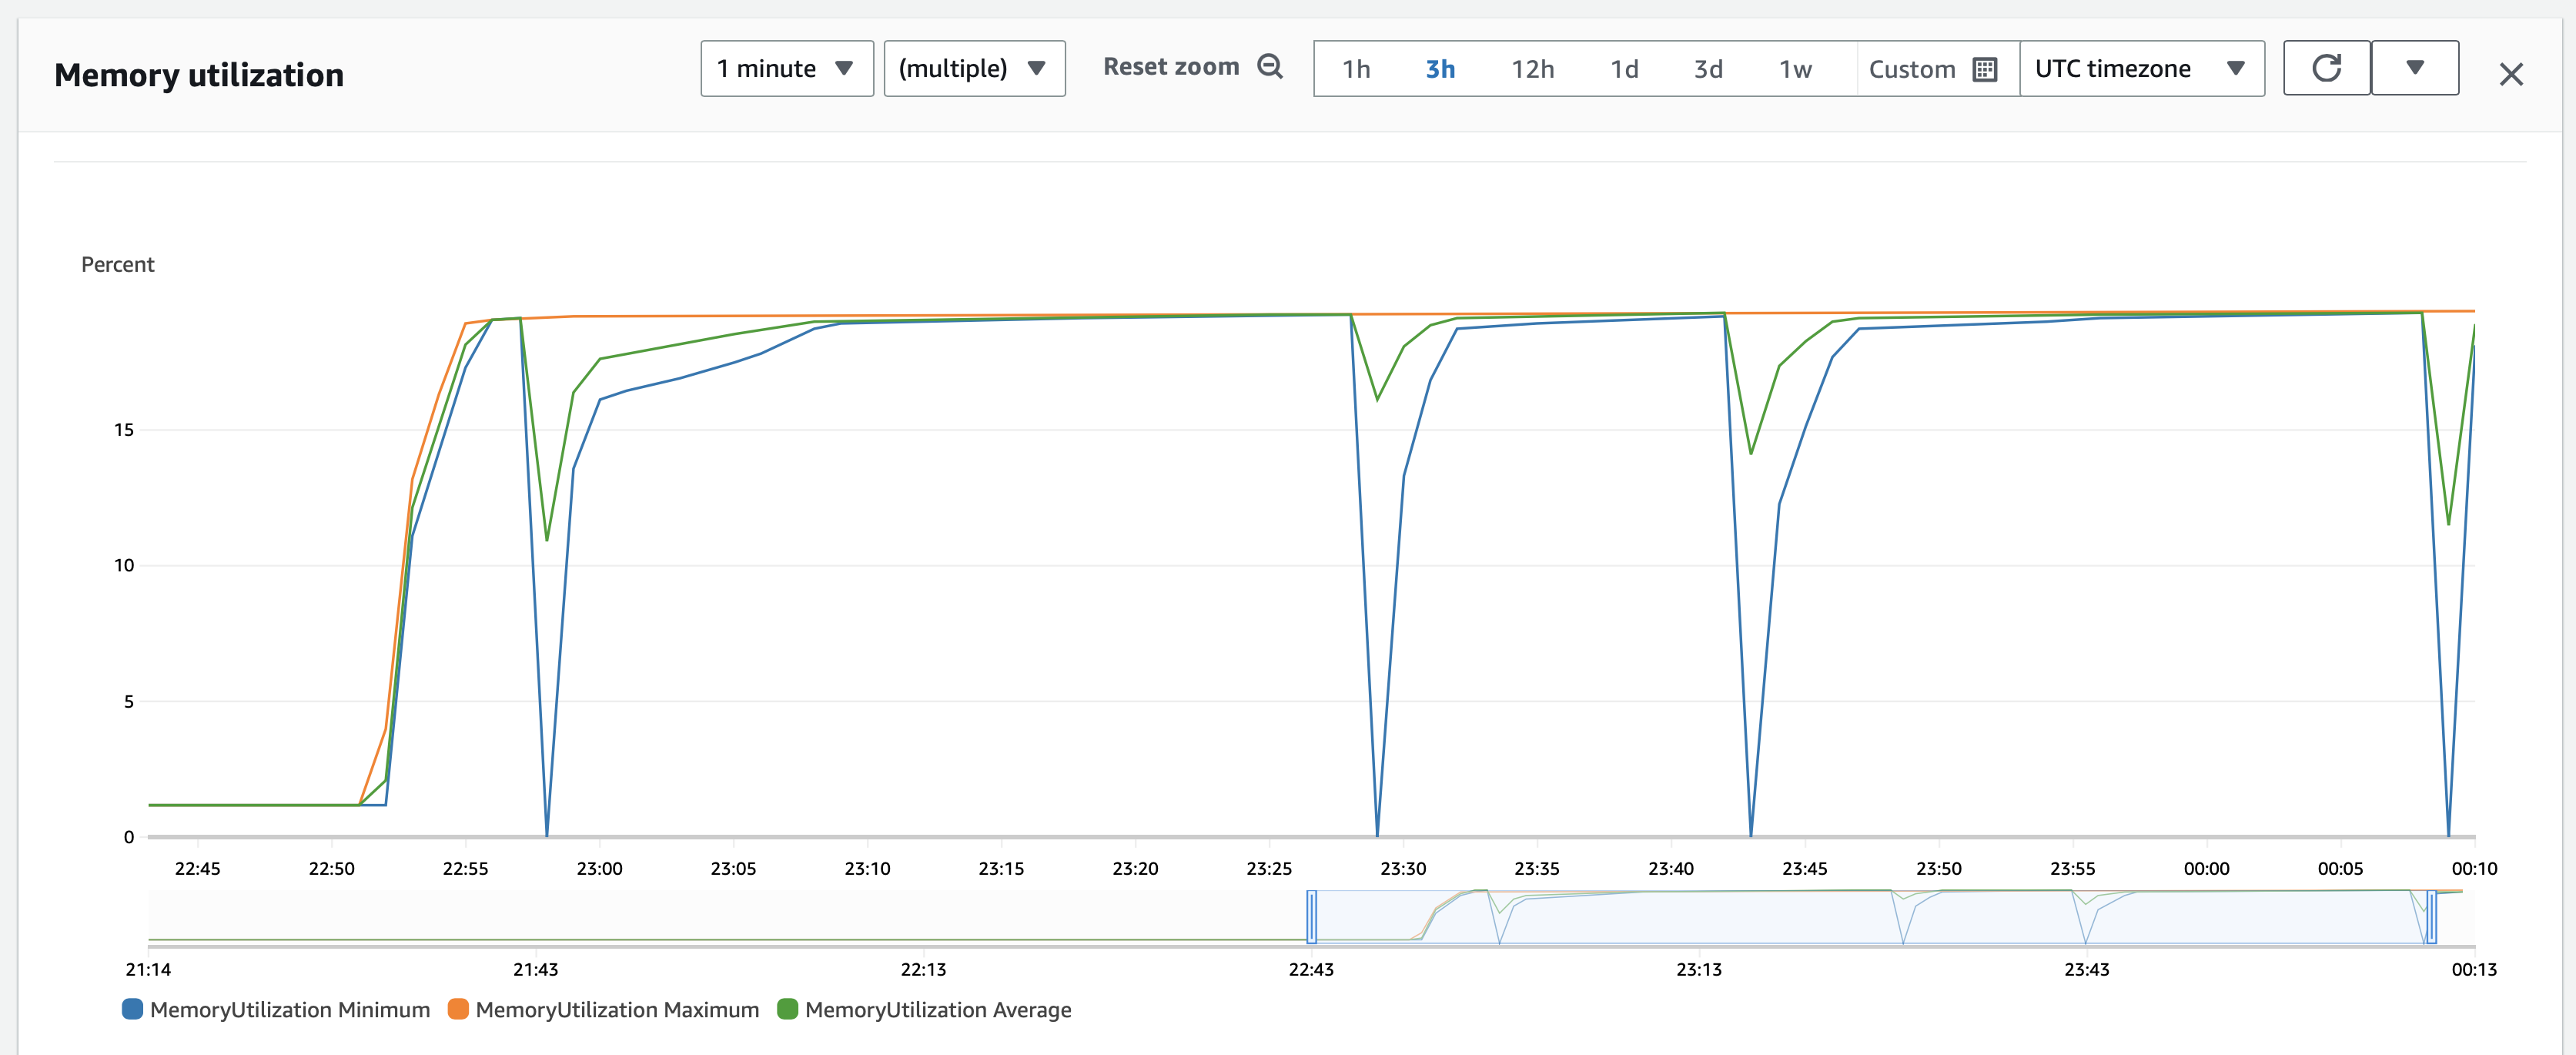 Memory utilization
1 minute
(multiple)
Reset zoom
1h 3h 12h 1d 3d 1w Custom
UTC timezone
Percent
15
10
5
0
22:45 22:50 22:55 23:00 23:05 23:10 23:15 23:20 23:25 23:30 23:35 23:40 23:45 23:50 23:55 00:00 00:05 00:10
21:14 21:43 22:13 22:43 23:13 23:43 00:13
MemoryUtilization Minimum MemoryUtilization Maximum MemoryUtilization Average